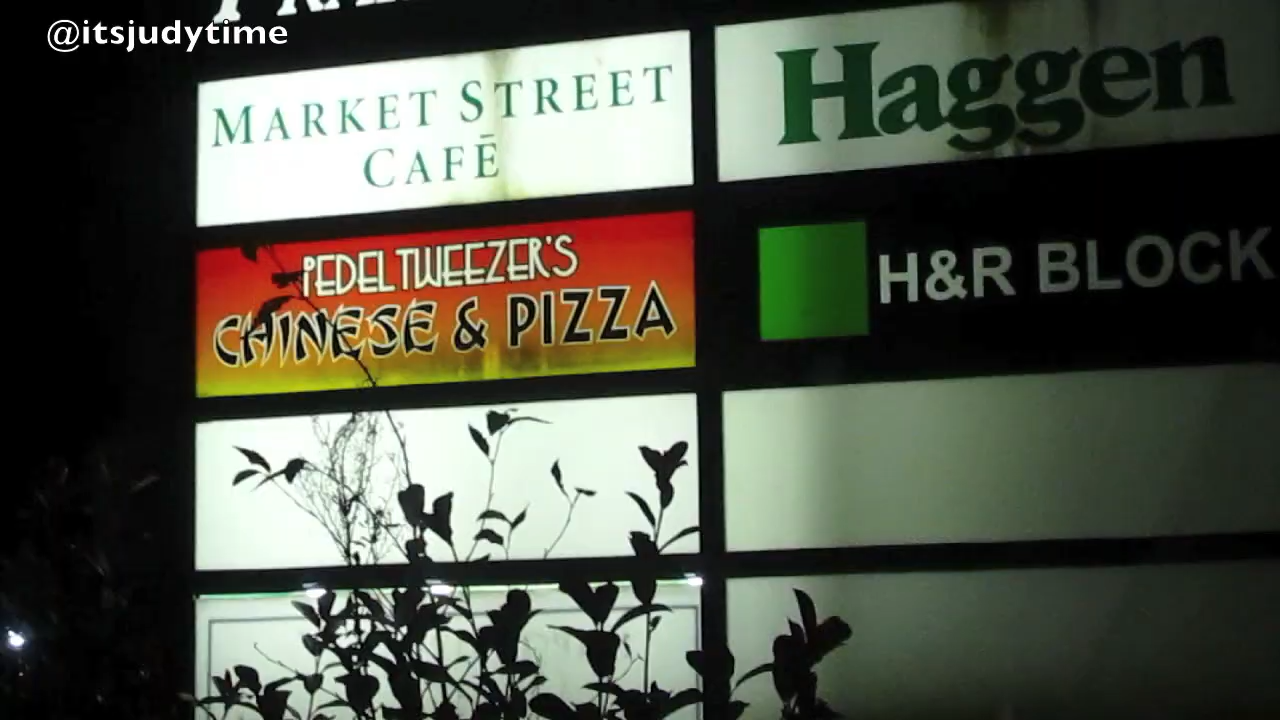 @itsjudytime
MARKET STREET
CAFĒ
Haggen
PEDEL TWEEZER'S
CHINESE & PIZZA
H&R BLOCK